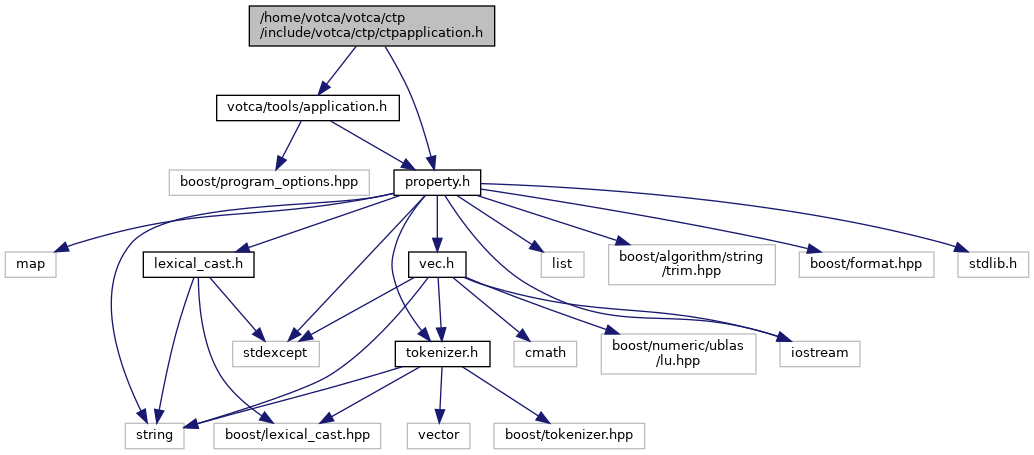 /home/votca/votca/ctp
/include/votca/ctp/ctpapplication.h
votca/tools/application.h
boost/program_options.hpp
property.h
map
lexical_cast.h
vec.h
list
boost/algorithm/string
/trim.hpp
boost/format.hpp
stdlib.h
stdexcept
tokenizer.h
cmath
boost/numeric/ublas
/lu.hpp
iostream
string
boost/lexical_cast.hpp
vector
boost/tokenizer.hpp